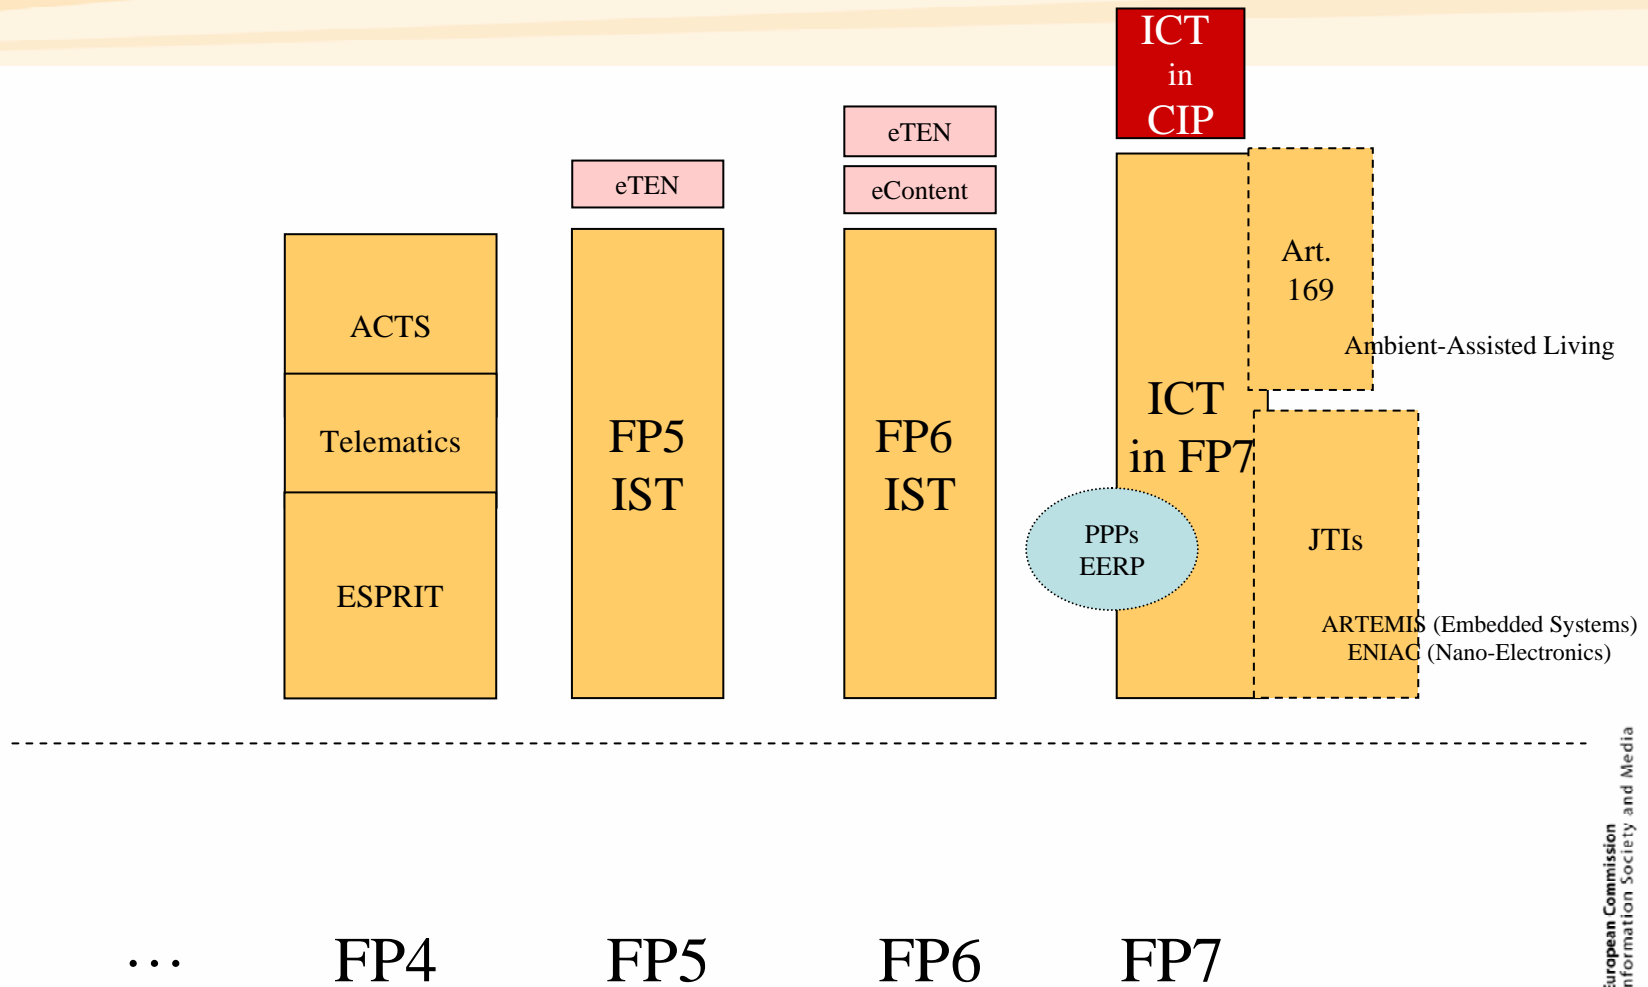 ICT
in
CIP
eTEN
eTEN
eContent
ACTS
Telematics
ESPRIT
FP5
IST
FP6
IST
ICT
in FP7
PPPs
EERP
Art.
169
Ambient-Assisted Living
JTIs
ARTEMIS (Embedded Systems)
ENIAC (Nano-Electronics)
... FP4 FP5 FP6 FP7
European Commission
Information Society and Media